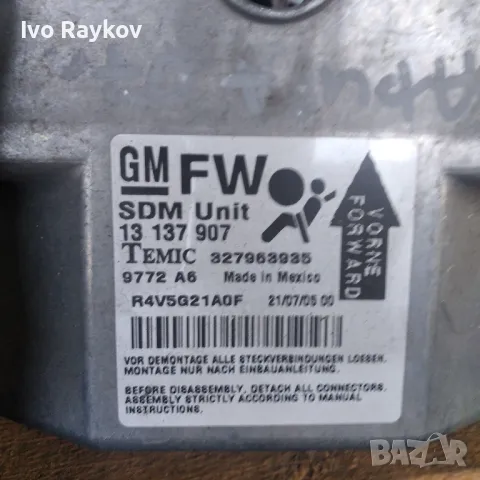 Ivo Raykov
GM FW
SDM Unit
13 137 907
TEMIC 327963935
9772 A6 Made in Mexico
R4V5G21A0F 21/07/05 00
VORNE
FORWARD
VOR DEMONTAGE ALLE STECKVERBINDUNGEN LOESEN.
MONTAGE NUR NACH EINBAUANLEITUNG.
BEFORE DISASSEMBLY, DETACH ALL CONNECTORS.
ASSEMBLY STRICTLY ACCORDING TO MANUAL
INSTRUCTIONS.
BAZAR